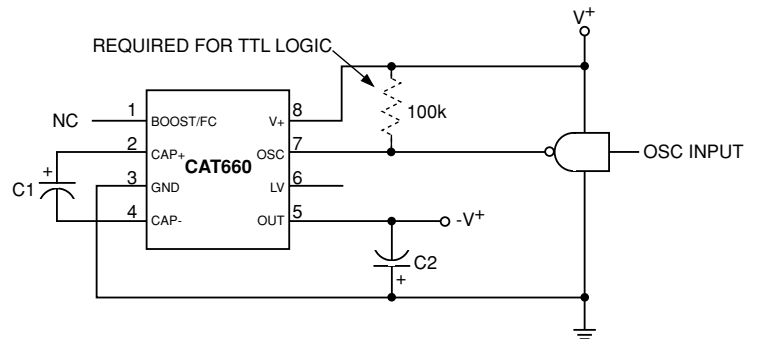 V+
REQUIRED FOR TTL LOGIC
NC
1
BOOST/FC
V+
8
100k
2
CAP+
OSC
7
OSC INPUT
CAT660
C1
+
3
GND
LV
6
4
CAP-
OUT
5
-V+
C2
+